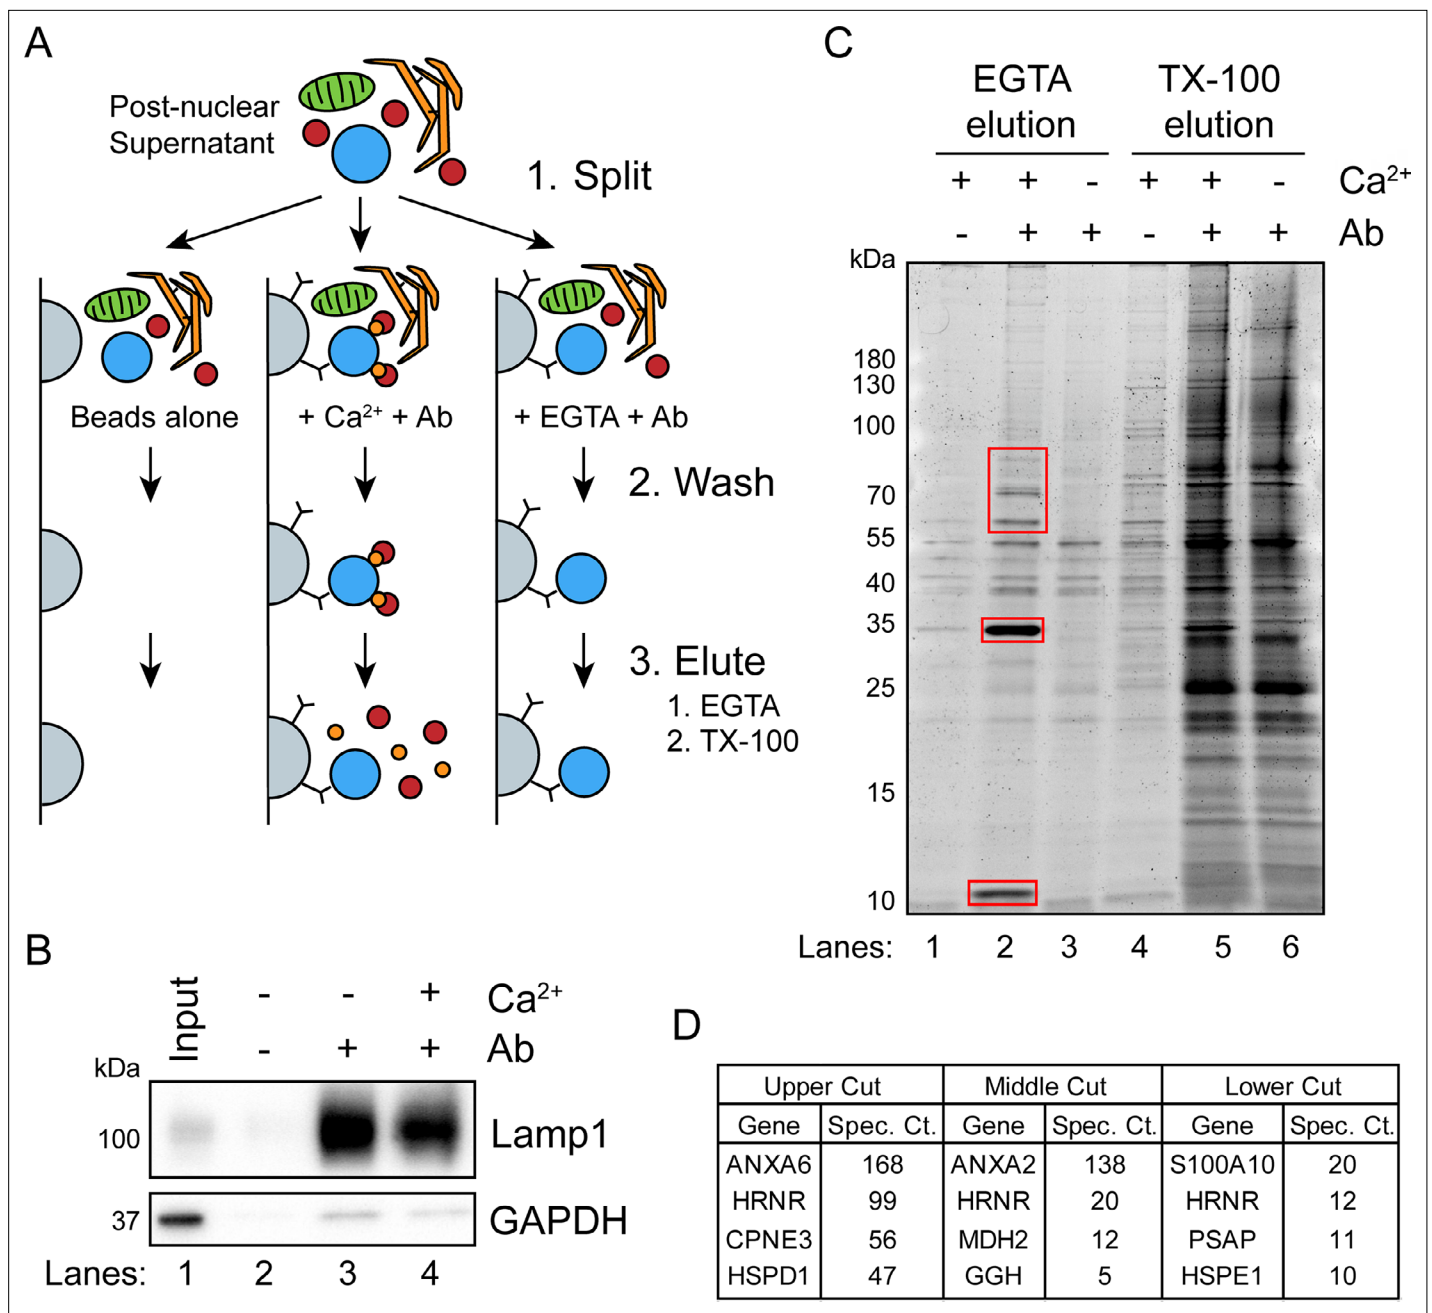 A
Post-nuclear
Supernatant
1. Split
Beads alone
+ Ca²⁺ + Ab
+ EGTA + Ab
2. Wash
3. Elute
1. EGTA
2. TX-100
B
Input - - + Ca²⁺
- + + Ab
kDa
100
Lamp1
37
GAPDH
Lanes: 1 2 3 4
C
EGTA elution
TX-100 elution
+ + - + + - Ca²⁺
- + + - + + Ab
kDa
180
130
100
70
55
40
35
25
15
10
Lanes: 1 2 3 4 5 6
D
Upper Cut Middle Cut Lower Cut
Gene Spec. Ct. Gene Spec. Ct. Gene Spec. Ct.
ANXA6 168 ANXA2 138 S100A10 20
HRNR 99 HRNR 20 HRNR 12
CPNE3 56 MDH2 12 PSAP 11
HSPD1 47 GGH 5 HSPE1 10